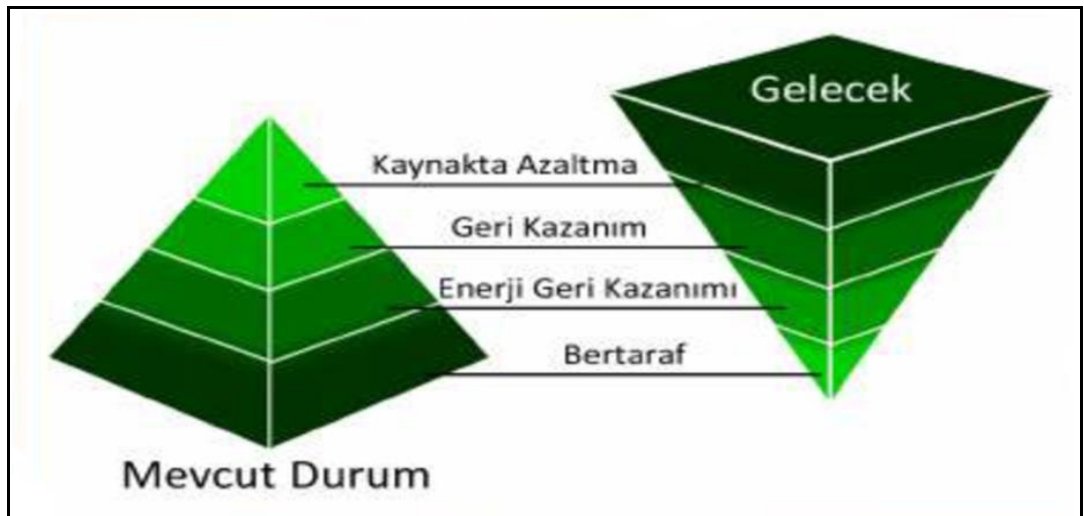 Gelecek
Kaynakta Azaltma
Geri Kazanım
Enerji Geri Kazanımı
Bertaraf
Mevcut Durum